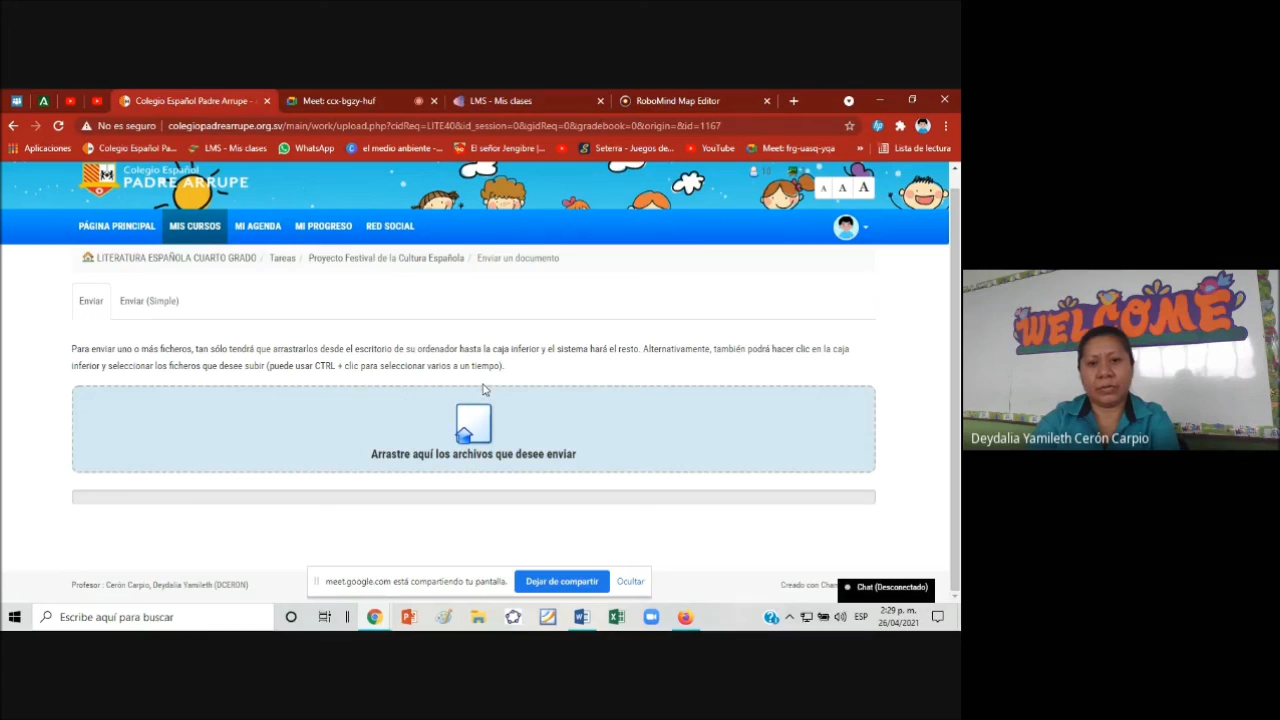 Colegio Español Padre Arrupe -
Meet: ccx-bgzy-huf
LMS - Mis clases
RoboMind Map Editor
No es seguro
colegiopadrearrupe.org.sv/main/work/upload.php?cidReq=LITE40&id_session=0&gidReq=0&gradebook=0&origin=&id=1167
Aplicaciones
Colegio Español Pa...
LMS - Mis clases
WhatsApp
el medio anbiente -...
El señor Jengibre |...
Seterra - Juegos de...
YouTube
Meet: frg-uasq-yqa
»
Lista de lectura
Colegio Español
PADRE ARRUPE
10
A A A
PÁGINA PRINCIPAL
MIS CURSOS
MI AGENDA
MI PROGRESO
RED SOCIAL
LITERATURA ESPAÑOLA CUARTO GRADO / Tareas / Proyecto Festival de la Cultura Española / Enviar un documento
Enviar
Enviar (Simple)
Para enviar uno o más ficheros, tan sólo tendrá que arrastrarlos desde el escritorio de su ordenador hasta la caja inferior y el sistema hará el resto. Alternativamente, también podrá hacer clic en la caja
inferior y seleccionar los ficheros que desee subir (puede usar CTRL + clic para seleccionar varios a un tiempo).
Arrastre aquí los archivos que desee enviar
WELCOME
Deydalia Yamileth Cerón Carpio
Profesor : Cerón Carpio, Deydalia Yamileth (DCERON)
meet.google.com está compartiendo tu pantalla.
Dejar de compartir
Ocultar
Creado con Cham
Chat (Desconectado)
Escribe aquí para buscar
ESP
2:29 p. m.
26/04/2021